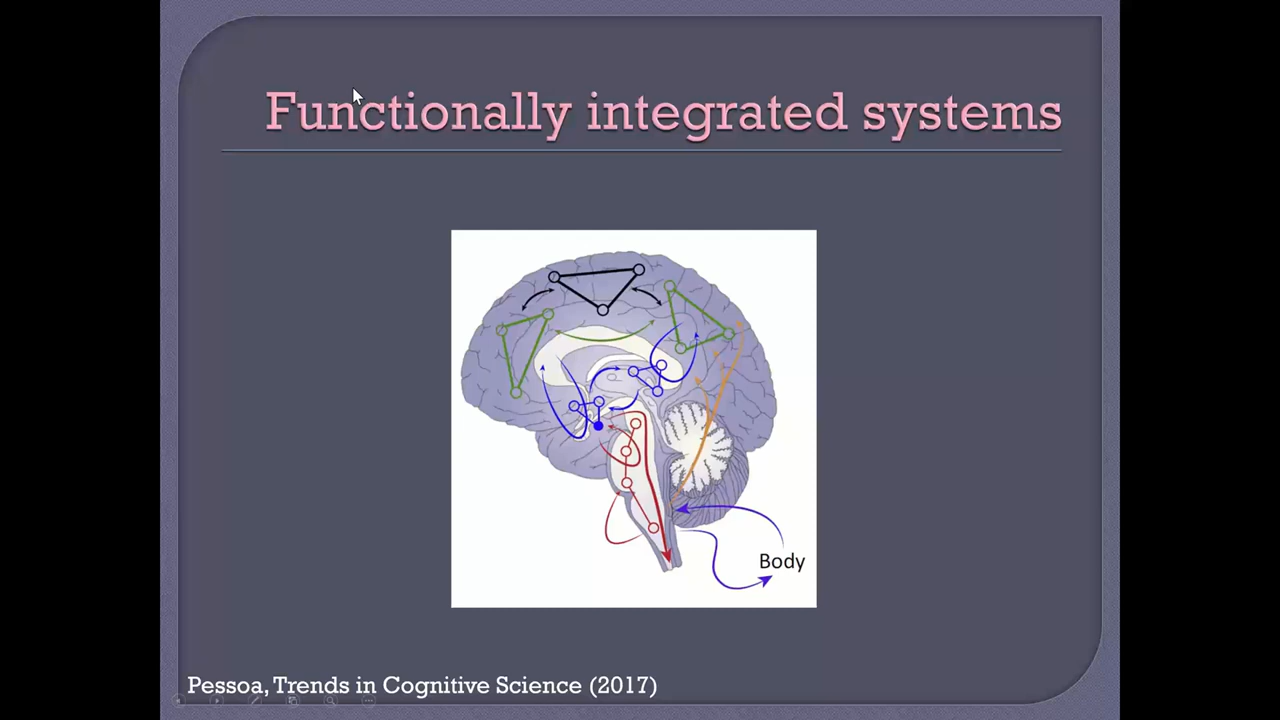 Functionally integrated systems
Body
Pessoa, Trends in Cognitive Science (2017)